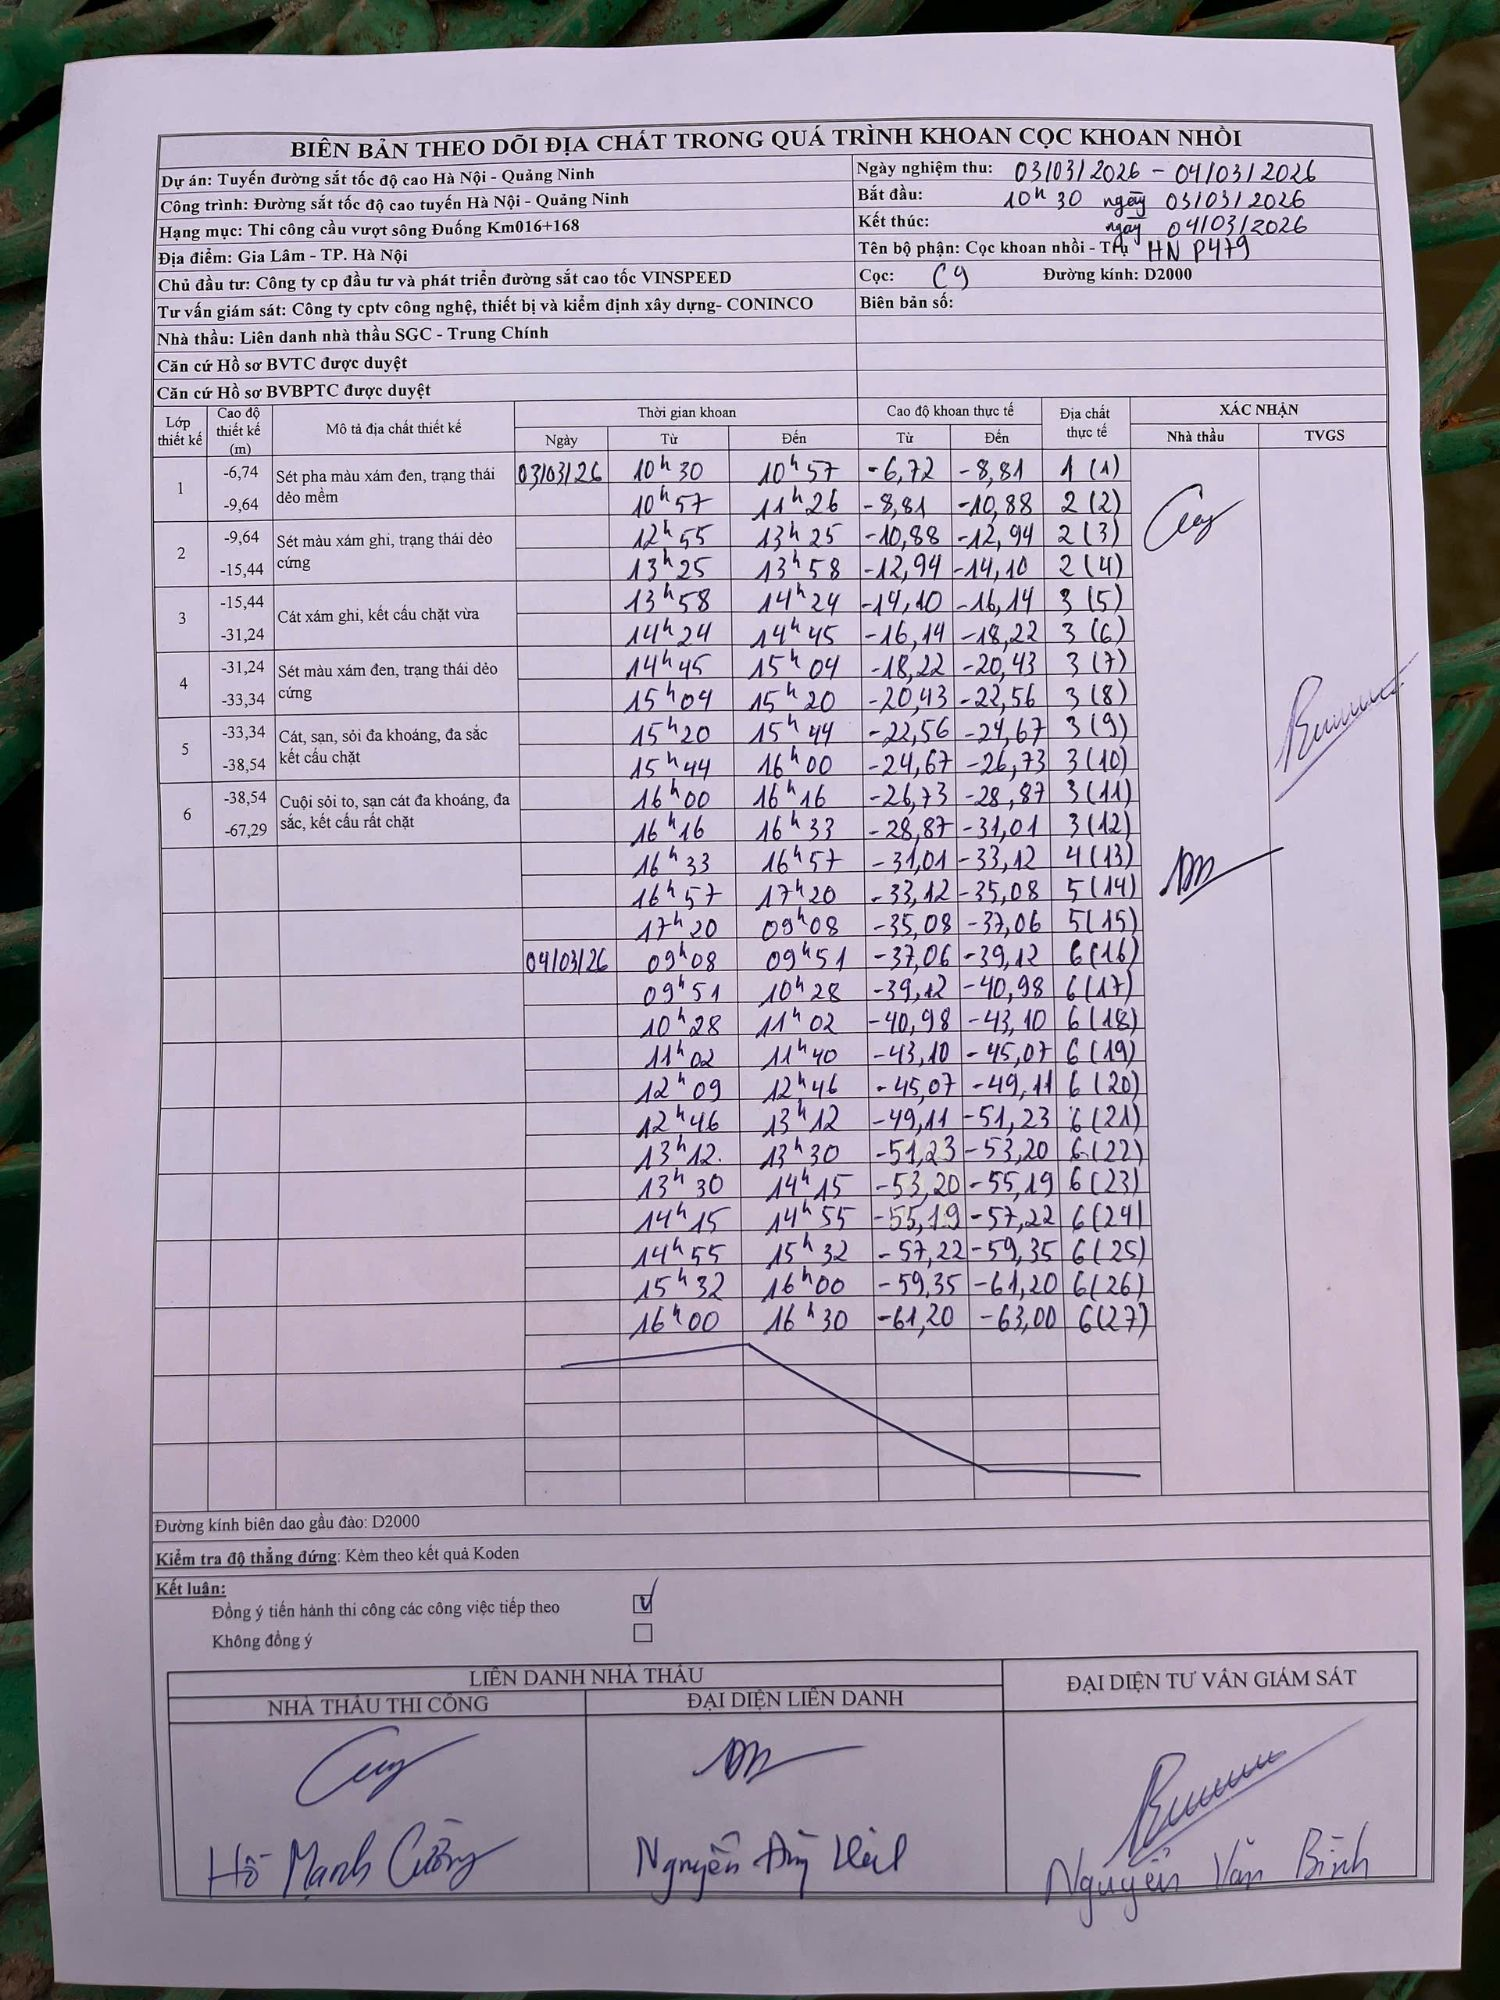 BIÊN BẢN THEO DÕI ĐỊA CHẤT TRONG QUÁ TRÌNH KHOAN CỌC KHOAN NHỒI
Dự án: Tuyến đường sắt tốc độ cao Hà Nội - Quảng Ninh
Ngày nghiệm thu: 03/03/2026 - 04/03/2026
Công trình: Đường sắt tốc độ cao tuyến Hà Nội - Quảng Ninh
Bắt đầu: 10h30 ngày 03/03/2026
Hạng mục: Thi công cầu vượt sông Đuống Km016+168
Kết thúc: ngày 04/03/2026
Địa điểm: Gia Lâm - TP. Hà Nội
Tên bộ phận: Cọc khoan nhồi - Trụ HN P479
Chủ đầu tư: Công ty cp đầu tư và phát triển đường sắt cao tốc VINSPEED
Cọc: C9 Đường kính: D2000
Tư vấn giám sát: Công ty cptv công nghệ, thiết bị và kiểm định xây dựng- CONINCO
Biên bản số:
Nhà thầu: Liên danh nhà thầu SGC - Trung Chính
Căn cứ Hồ sơ BVTC được duyệt
Căn cứ Hồ sơ BVBPTC được duyệt
Lớp thiết kế Cao độ thiết kế (m) Mô tả địa chất thiết kế Thời gian khoan Cao độ khoan thực tế Địa chất thực tế XÁC NHẬN
Ngày Từ Đến Từ Đến Nhà thầu TVGS
1 -6,74 Sét pha màu xám đen, trạng thái 03/03/26 10h30 10h57 -6,72 -8,81 1(1)
-9,64 dẻo mềm 10h57 11h26 -8,81 -10,88 2(2)
2 -9,64 Sét màu xám ghi, trạng thái dẻo 12h55 13h25 -10,88 -12,94 2(3)
-15,44 cứng 13h25 13h58 -12,94 -14,10 2(4)
3 -15,44 Cát xám ghi, kết cấu chặt vừa 13h58 14h24 -14,10 -16,14 3(5)
-31,24 14h24 14h45 -16,14 -18,22 3(6)
4 -31,24 Sét màu xám đen, trạng thái dẻo 14h45 15h04 -18,22 -20,43 3(7)
-33,34 cứng 15h04 15h20 -20,43 -22,56 3(8)
5 -33,34 Cát, sạn, sỏi đa khoáng, đa sắc 15h20 15h44 -22,56 -24,67 3(9)
-38,54 kết cấu chặt 15h44 16h00 -24,67 -26,73 3(10)
6 -38,54 Cuội sỏi to, sạn cát đa khoáng, đa 16h00 16h16 -26,73 -28,87 3(11)
-67,29 sắc, kết cấu rất chặt 16h16 16h33 -28,87 -31,01 3(12)
16h33 16h57 -31,01 -33,12 4(13)
16h57 17h20 -33,12 -35,08 5(14)
17h20 09h08 -35,08 -37,06 5(15)
04/03/26 09h08 09h51 -37,06 -39,12 6(16)
09h51 10h28 -39,12 -40,98 6(17)
10h28 11h02 -40,98 -43,10 6(18)
11h02 11h40 -43,10 -45,07 6(19)
12h09 12h46 -45,07 -49,11 6(20)
12h46 13h12 -49,11 -51,23 6(21)
13h12 13h30 -51,23 -53,20 6(22)
13h30 14h15 -53,20 -55,19 6(23)
14h15 14h55 -55,19 -57,22 6(24)
14h55 15h32 -57,22 -59,35 6(25)
15h32 16h00 -59,35 -61,20 6(26)
16h00 16h30 -61,20 -63,00 6(27)
Đường kính biên dao gầu đào: D2000
Kiểm tra độ thẳng đứng: Kèm theo kết quả Koden
Kết luận:
Đồng ý tiến hành thi công các công việc tiếp theo
Không đồng ý
LIÊN DANH NHÀ THẦU
ĐẠI DIỆN TƯ VẤN GIÁM SÁT
NHÀ THẦU THI CÔNG
ĐẠI DIỆN LIÊN DANH
Hồ Mạnh Cường
Nguyễn
Nguyễn Văn Bình